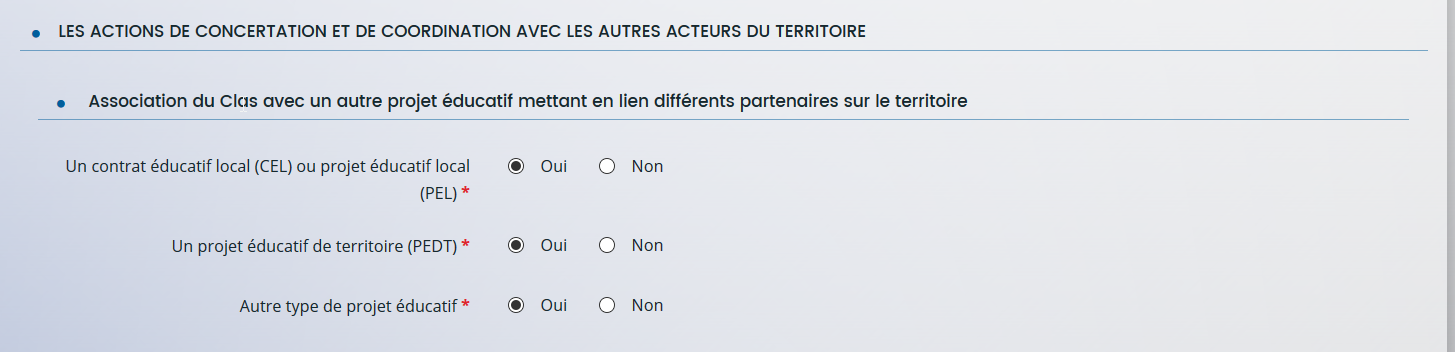 LES ACTIONS DE CONCERTATION ET DE COORDINATION AVEC LES AUTRES ACTEURS DU TERRITOIRE
Association du Clas avec un autre projet éducatif mettant en lien différents partenaires sur le territoire
Un contrat éducatif local (CEL) ou projet éducatif local
(PEL) * Oui Non
Un projet éducatif de territoire (PEDT) * Oui Non
Autre type de projet éducatif * Oui Non